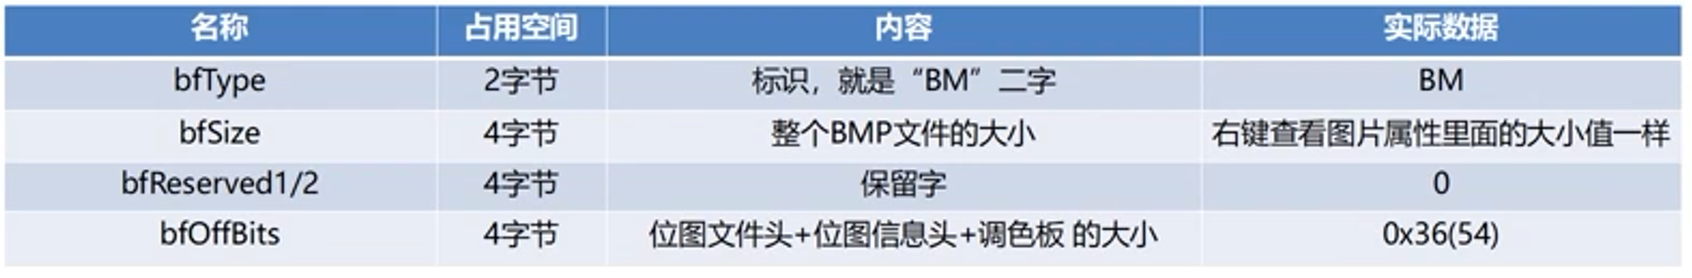 名称 占用空间 内容 实际数据
bfType 2字节 标识，就是“BM”二字 BM
bfSize 4字节 整个BMP文件的大小 右键查看图片属性里面的大小值一样
bfReserved1/2 4字节 保留字 0
bfOffBits 4字节 位图文件头+位图信息头+调色板 的大小 0x36(54)